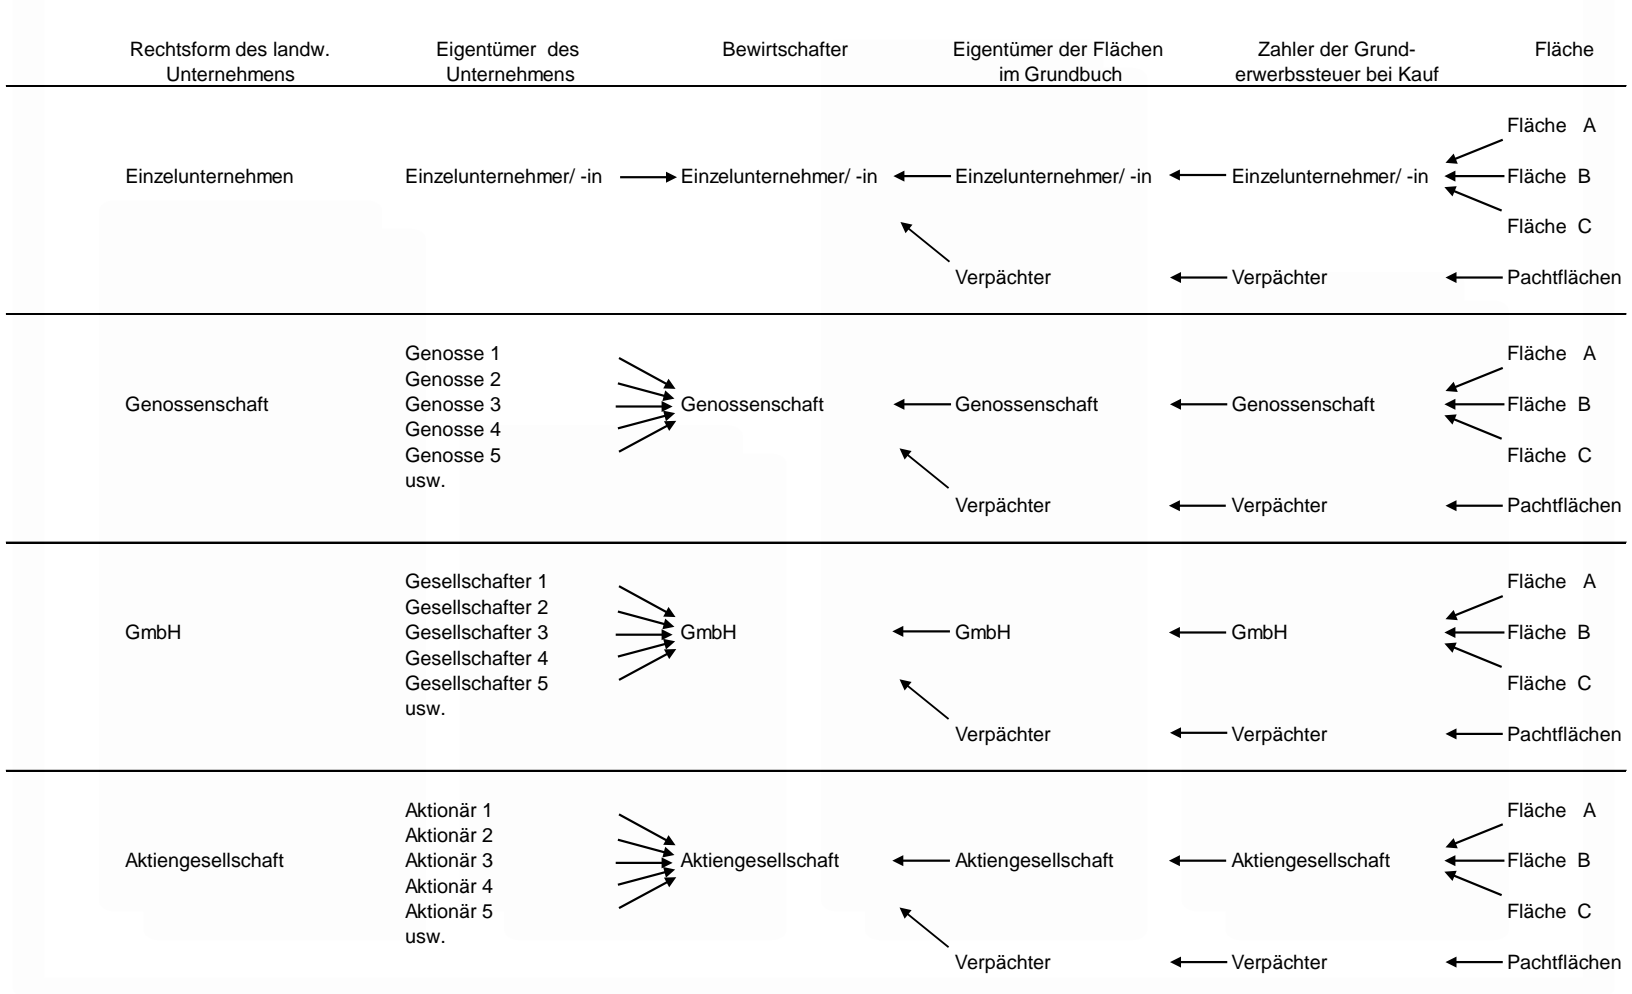 Rechtsform des landw. Eigentümer des Bewirtschafter Eigentümer der Flächen Zahler der Grund- Fläche
Unternehmens Unternehmens im Grundbuch erwerbssteuer bei Kauf
Fläche A
Einzelunternehmen Einzelunternehmer/ -in Einzelunternehmer/ -in Einzelunternehmer/ -in Einzelunternehmer/ -in Fläche B
Fläche C
Verpächter Verpächter Pachtflächen
Genosse 1 Fläche A
Genosse 2
Genossenschaft Genosse 3 Genossenschaft Genossenschaft Genossenschaft Fläche B
Genosse 4
Genosse 5 Fläche C
usw.
Verpächter Verpächter Pachtflächen
Gesellschafter 1 Fläche A
Gesellschafter 2
GmbH Gesellschafter 3 GmbH GmbH GmbH Fläche B
Gesellschafter 4
Gesellschafter 5 Fläche C
usw.
Verpächter Verpächter Pachtflächen
Aktionär 1 Fläche A
Aktionär 2
Aktiengesellschaft Aktionär 3 Aktiengesellschaft Aktiengesellschaft Aktiengesellschaft Fläche B
Aktionär 4
Aktionär 5 Fläche C
usw.
Verpächter Verpächter Pachtflächen